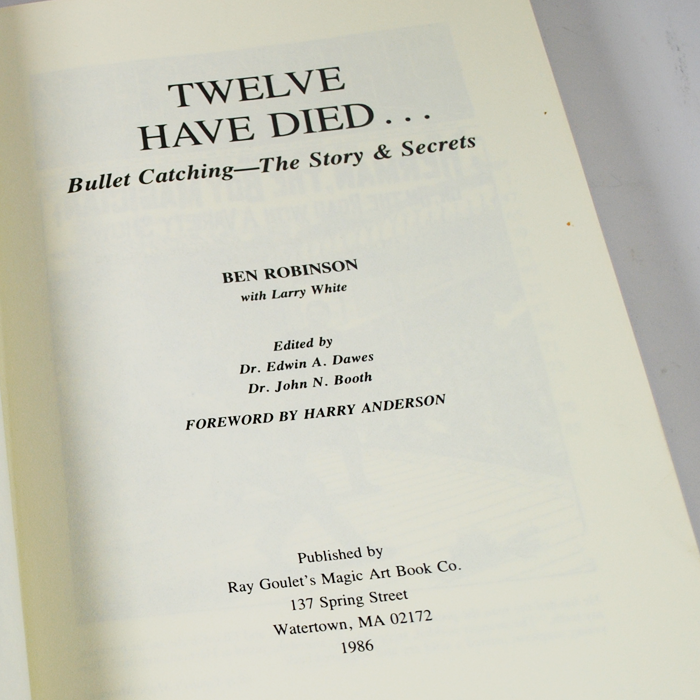 TWELVE
HAVE DIED...
Bullet Catching—The Story & Secrets
BEN ROBINSON
with Larry White
Edited by
Dr. Edwin A. Dawes
Dr. John N. Booth
FOREWORD BY HARRY ANDERSON
Published by
Ray Goulet's Magic Art Book Co.
137 Spring Street
Watertown, MA 02172
1986